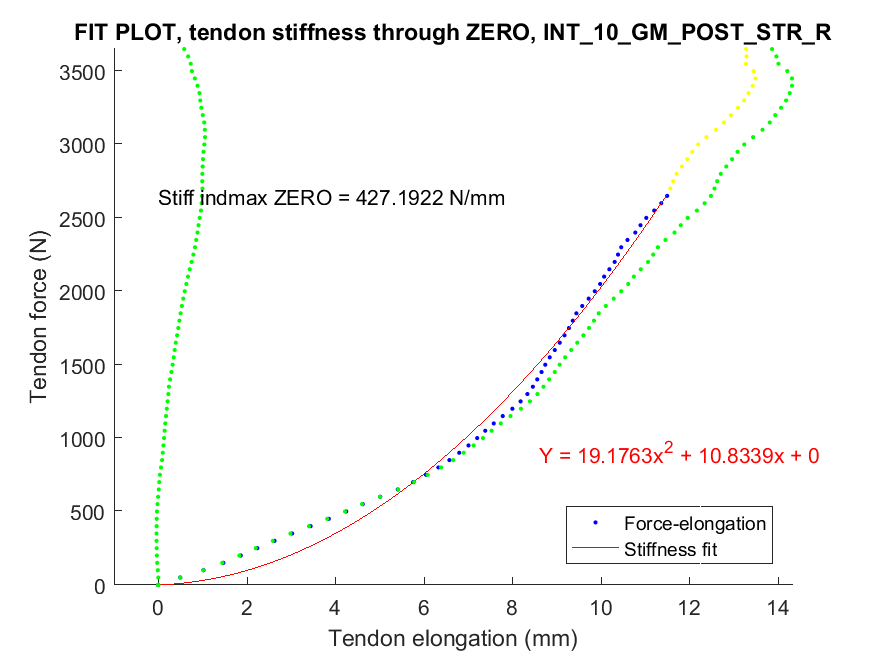 FIT PLOT, tendon stiffness through ZERO, INT_10_GM_POST_STR_R
3500
3000
Stiff indmax ZERO = 427.1922 N/mm
2500
Tendon force (N)
2000
1500
1000
Y = 19.1763x² + 10.8339x + 0
500
Force-elongation
Stiffness fit
0
0 2 4 6 8 10 12 14
Tendon elongation (mm)